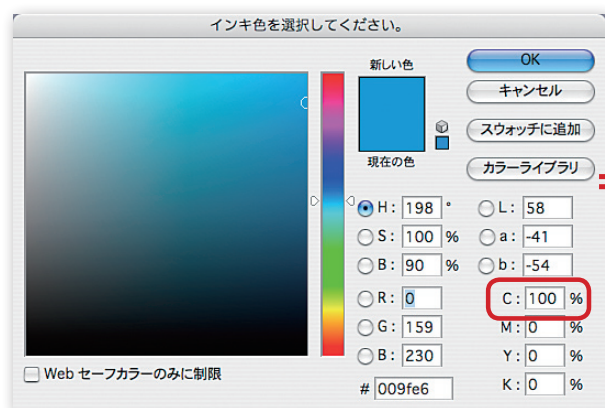 インキ色を選択してください。
新しい色
現在の色
OK
キャンセル
スウォッチに追加
カラーライブラリ
H: 198 °
L: 58
S: 100 %
a: -41
B: 90 %
b: -54
R: 0
C: 100 %
G: 159
M: 0 %
B: 230
Y: 0 %
# 009fe6
K: 0 %
Web セーフカラーのみに制限